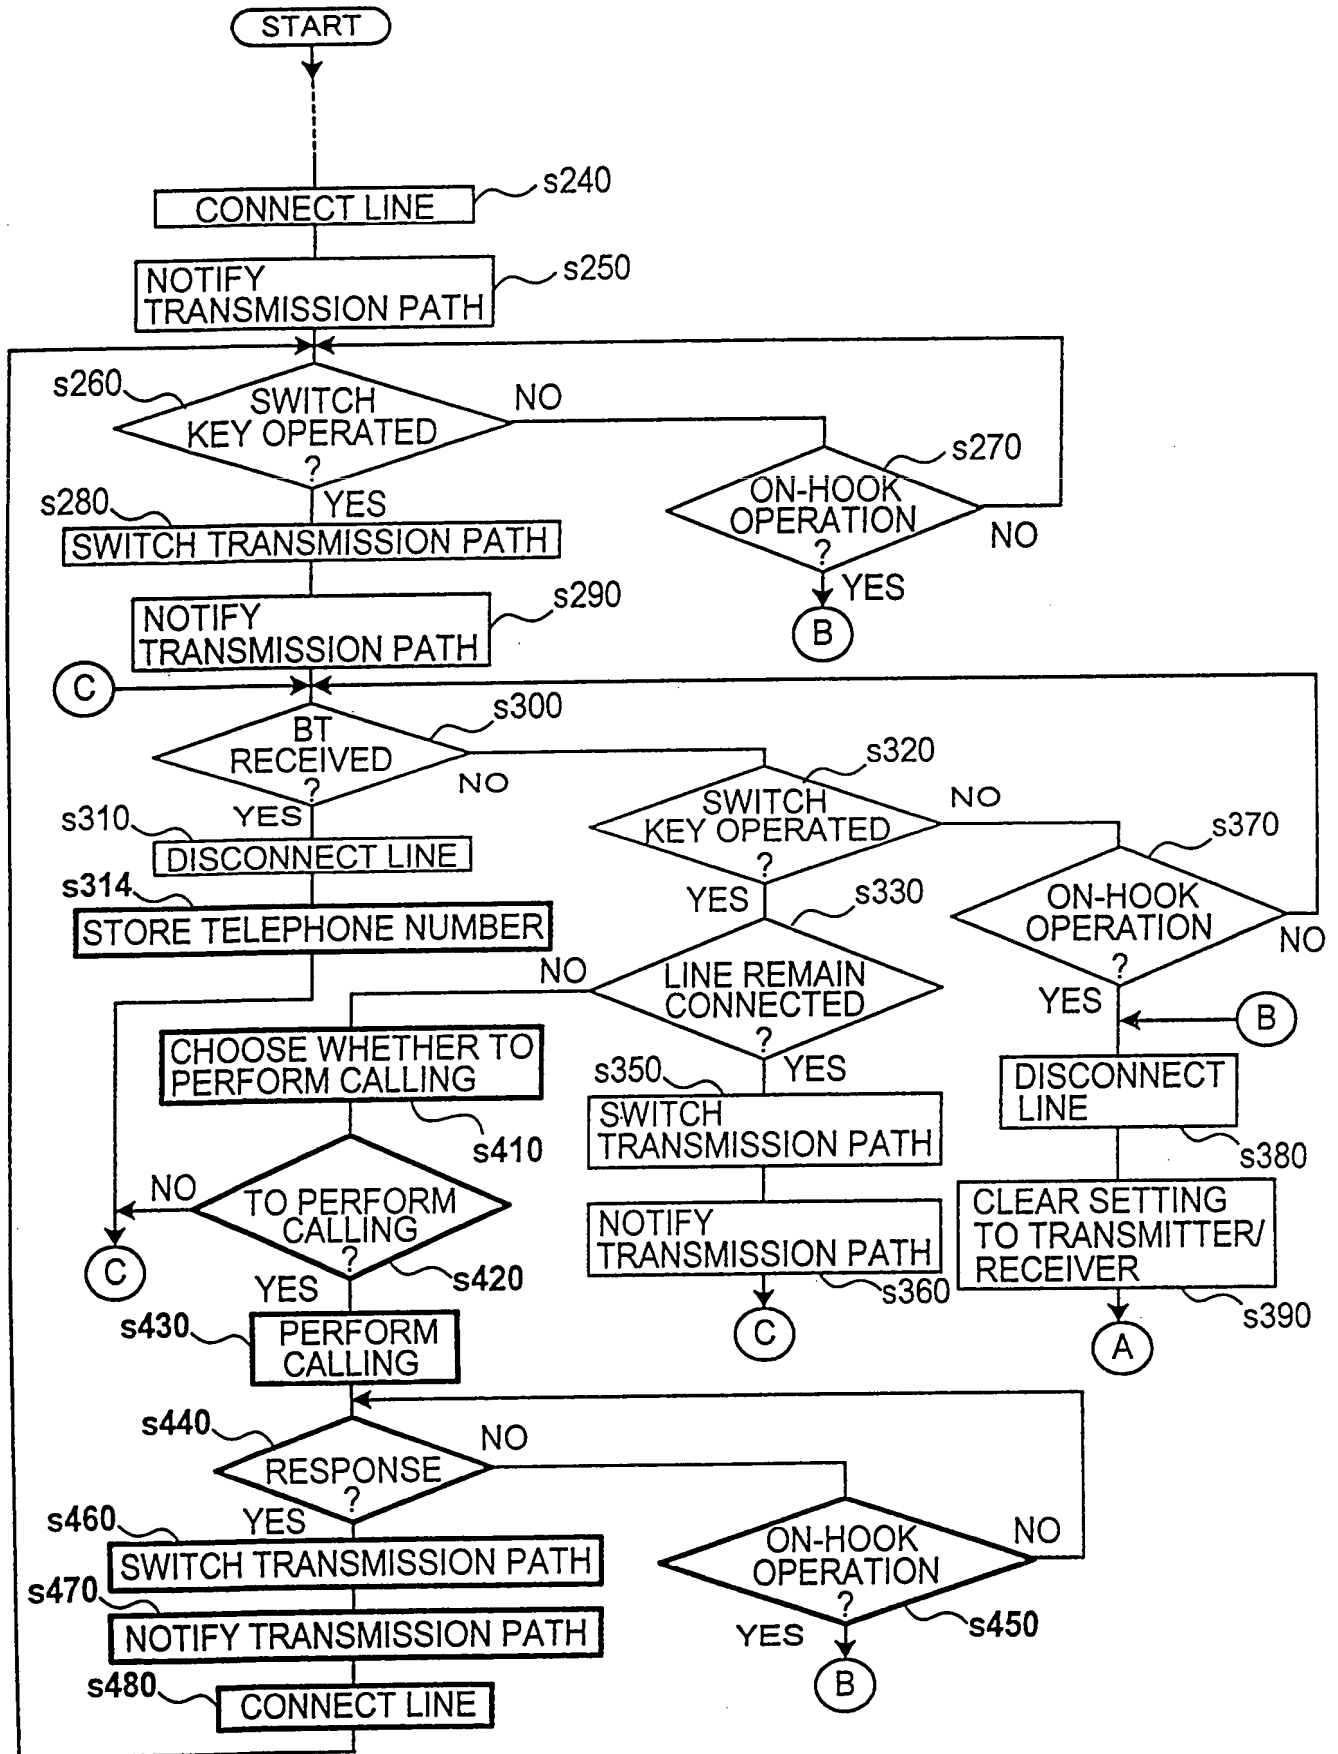 START
s240
CONNECT LINE
s250
NOTIFY
TRANSMISSION PATH
s260
SWITCH
KEY OPERATED
?
NO
YES
s270
ON-HOOK
OPERATION
?
NO
YES
B
s280
SWITCH TRANSMISSION PATH
s290
NOTIFY
TRANSMISSION PATH
C
s300
BT
RECEIVED
?
NO
YES
s310
DISCONNECT LINE
s314
STORE TELEPHONE NUMBER
s320
SWITCH
KEY OPERATED
?
NO
YES
s330
LINE REMAIN
CONNECTED
?
NO
YES
s370
ON-HOOK
OPERATION
?
NO
YES
B
DISCONNECT
LINE
s380
CLEAR SETTING
TO TRANSMITTER/
RECEIVER
s390
A
s350
SWITCH
TRANSMISSION PATH
NOTIFY
TRANSMISSION PATH
s360
C
CHOOSE WHETHER TO
PERFORM CALLING
s410
TO PERFORM
CALLING
?
NO
C
YES
s420
s430
PERFORM
CALLING
s440
RESPONSE
?
NO
YES
ON-HOOK
OPERATION
?
NO
YES
s450
B
s460
SWITCH TRANSMISSION PATH
s470
NOTIFY TRANSMISSION PATH
s480
CONNECT LINE